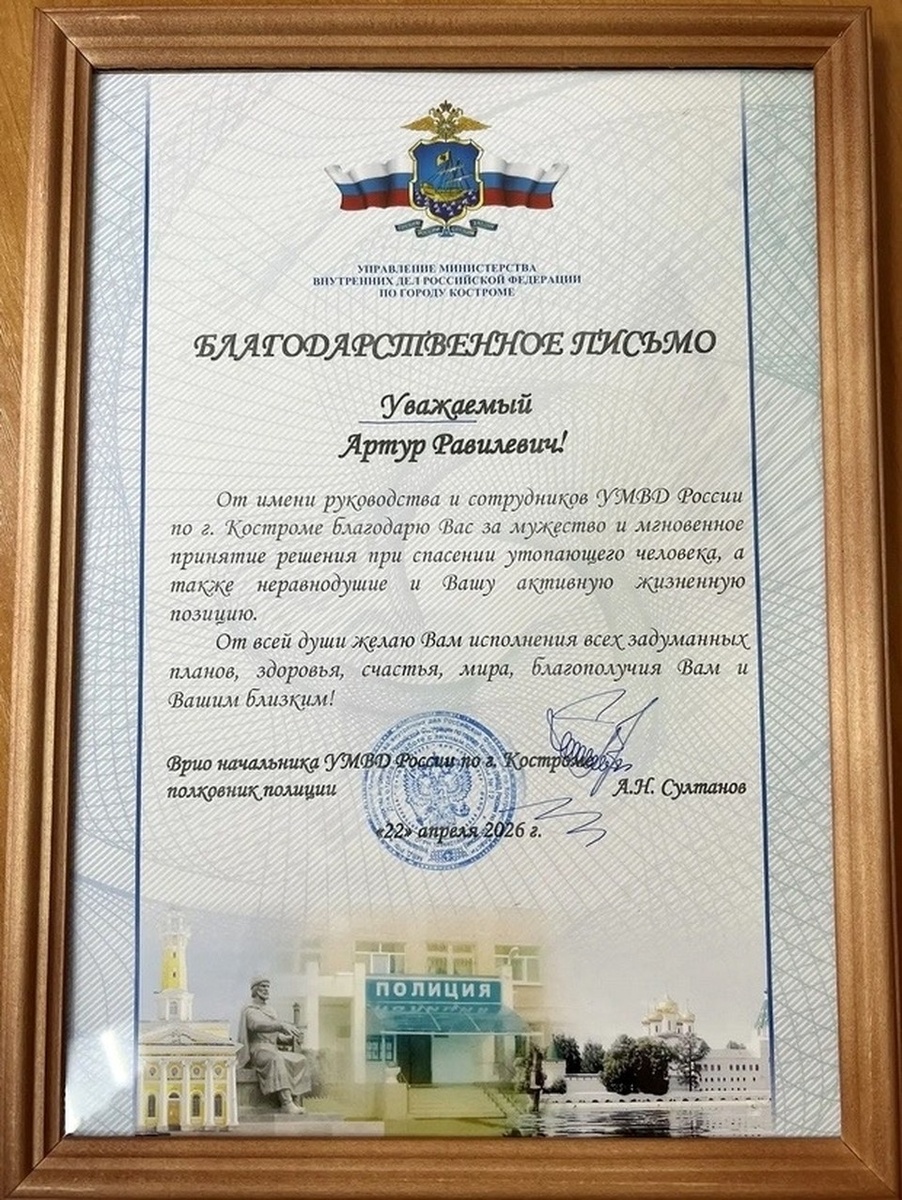 УПРАВЛЕНИЕ МИНИСТЕРСТВА
ВНУТРЕННИХ ДЕЛ РОССИЙСКОЙ ФЕДЕРАЦИИ
ПО ГОРОДУ КОСТРОМЕ
БЛАГОДАРСТВЕННОЕ ПИСЬМО
Уважаемый
Артур Равилевич!
От имени руководства и сотрудников УМВД России
по г. Костроме благодарю Вас за мужество и мгновенное
принятие решения при спасении утопающего человека, а
также неравнодушие и Вашу активную жизненную
позицию.
От всей души желаю Вам исполнения всех задуманных
планов, здоровья, счастья, мира, благополучия Вам и
Вашим близким!
Врио начальника УМВД России по г. Костроме
полковник полиции А.Н. Султанов
«22» апреля 2026 г.
ПОЛИЦИЯ